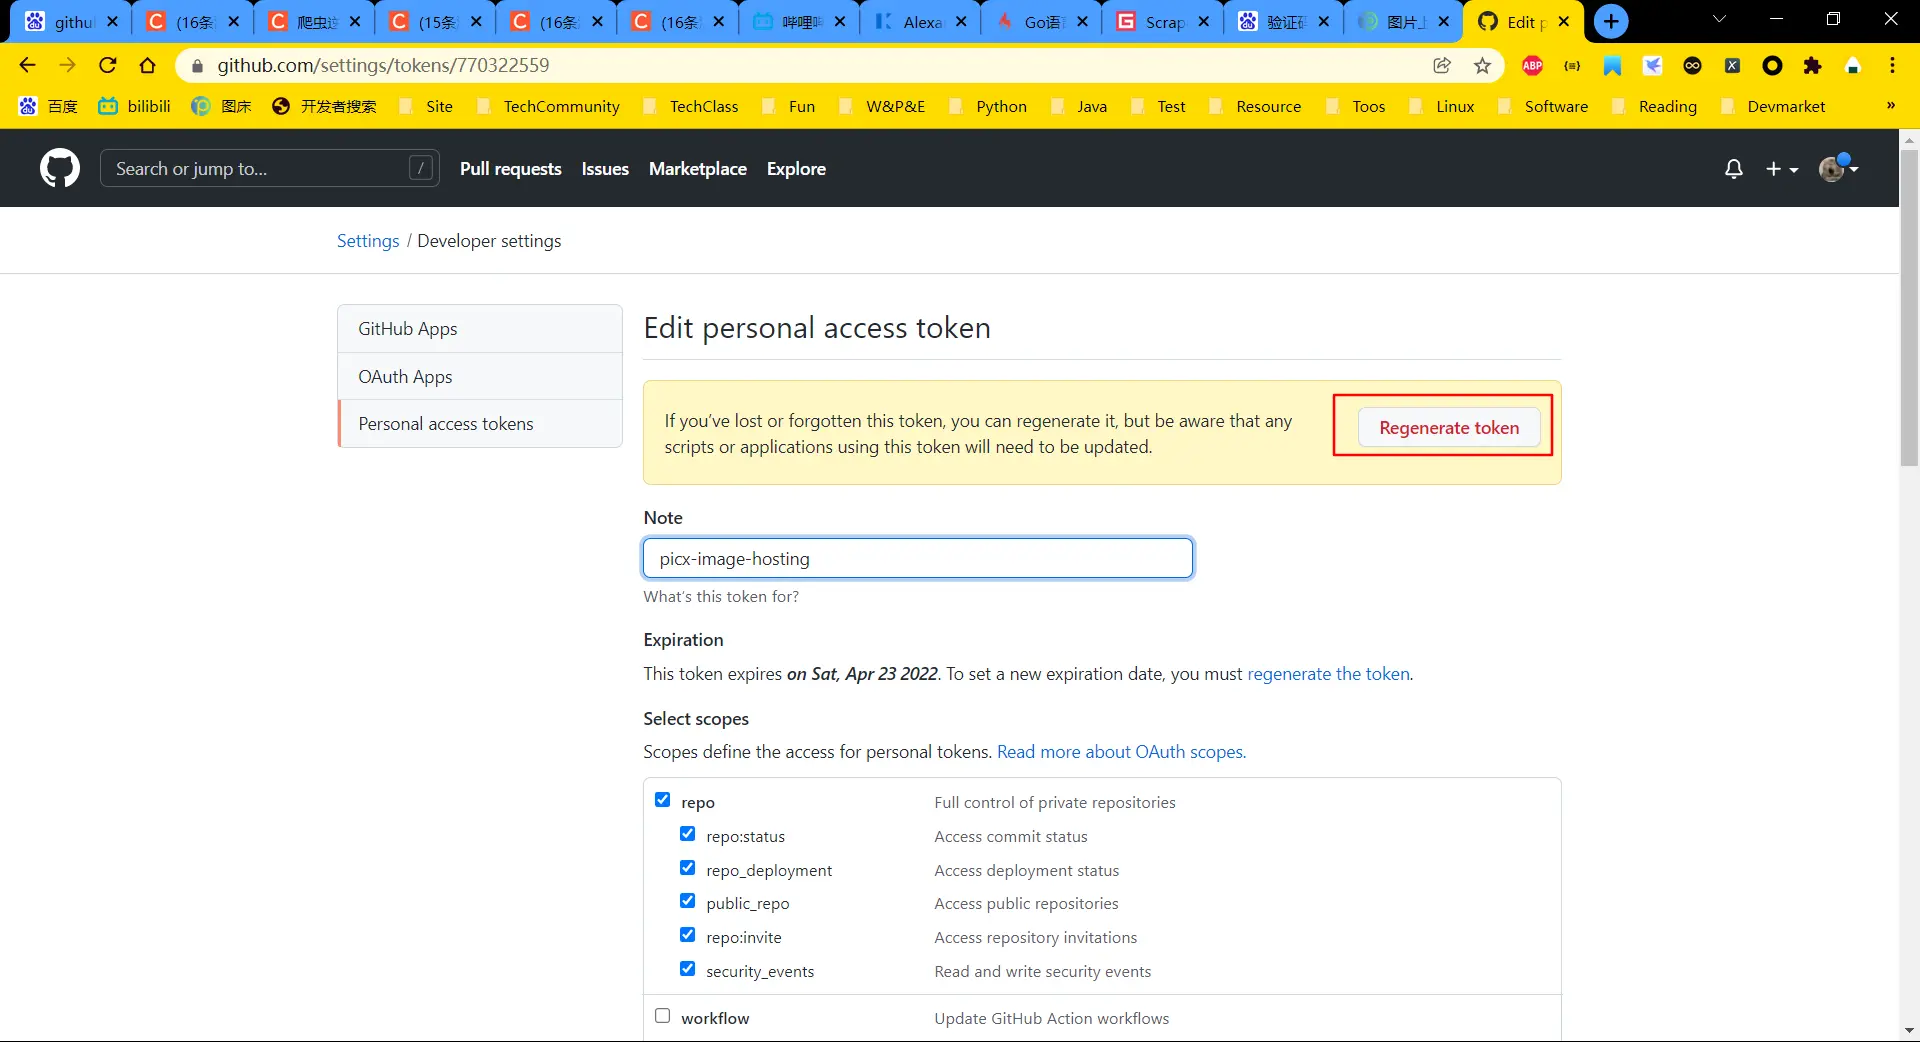 githu
(16条
爬虫
(15条
(16条
(16条
哔哩
Alexa
Go语
Scrap
验证
图片上
Edit p
github.com/settings/tokens/770322559
ABP
百度 bilibili 图床 开发者搜索 Site TechCommunity TechClass Fun W&P&E Python Java Test Resource Toos Linux Software Reading Devmarket »
Search or jump to... / Pull requests Issues Marketplace Explore
Settings / Developer settings
GitHub Apps
OAuth Apps
Personal access tokens
Edit personal access token
If you've lost or forgotten this token, you can regenerate it, but be aware that any
scripts or applications using this token will need to be updated.
Regenerate token
Note
picx-image-hosting
What's this token for?
Expiration
This token expires on Sat, Apr 23 2022. To set a new expiration date, you must regenerate the token.
Select scopes
Scopes define the access for personal tokens. Read more about OAuth scopes.
repo Full control of private repositories
repo:status Access commit status
repo_deployment Access deployment status
public_repo Access public repositories
repo:invite Access repository invitations
security_events Read and write security events
workflow Update GitHub Action workflows